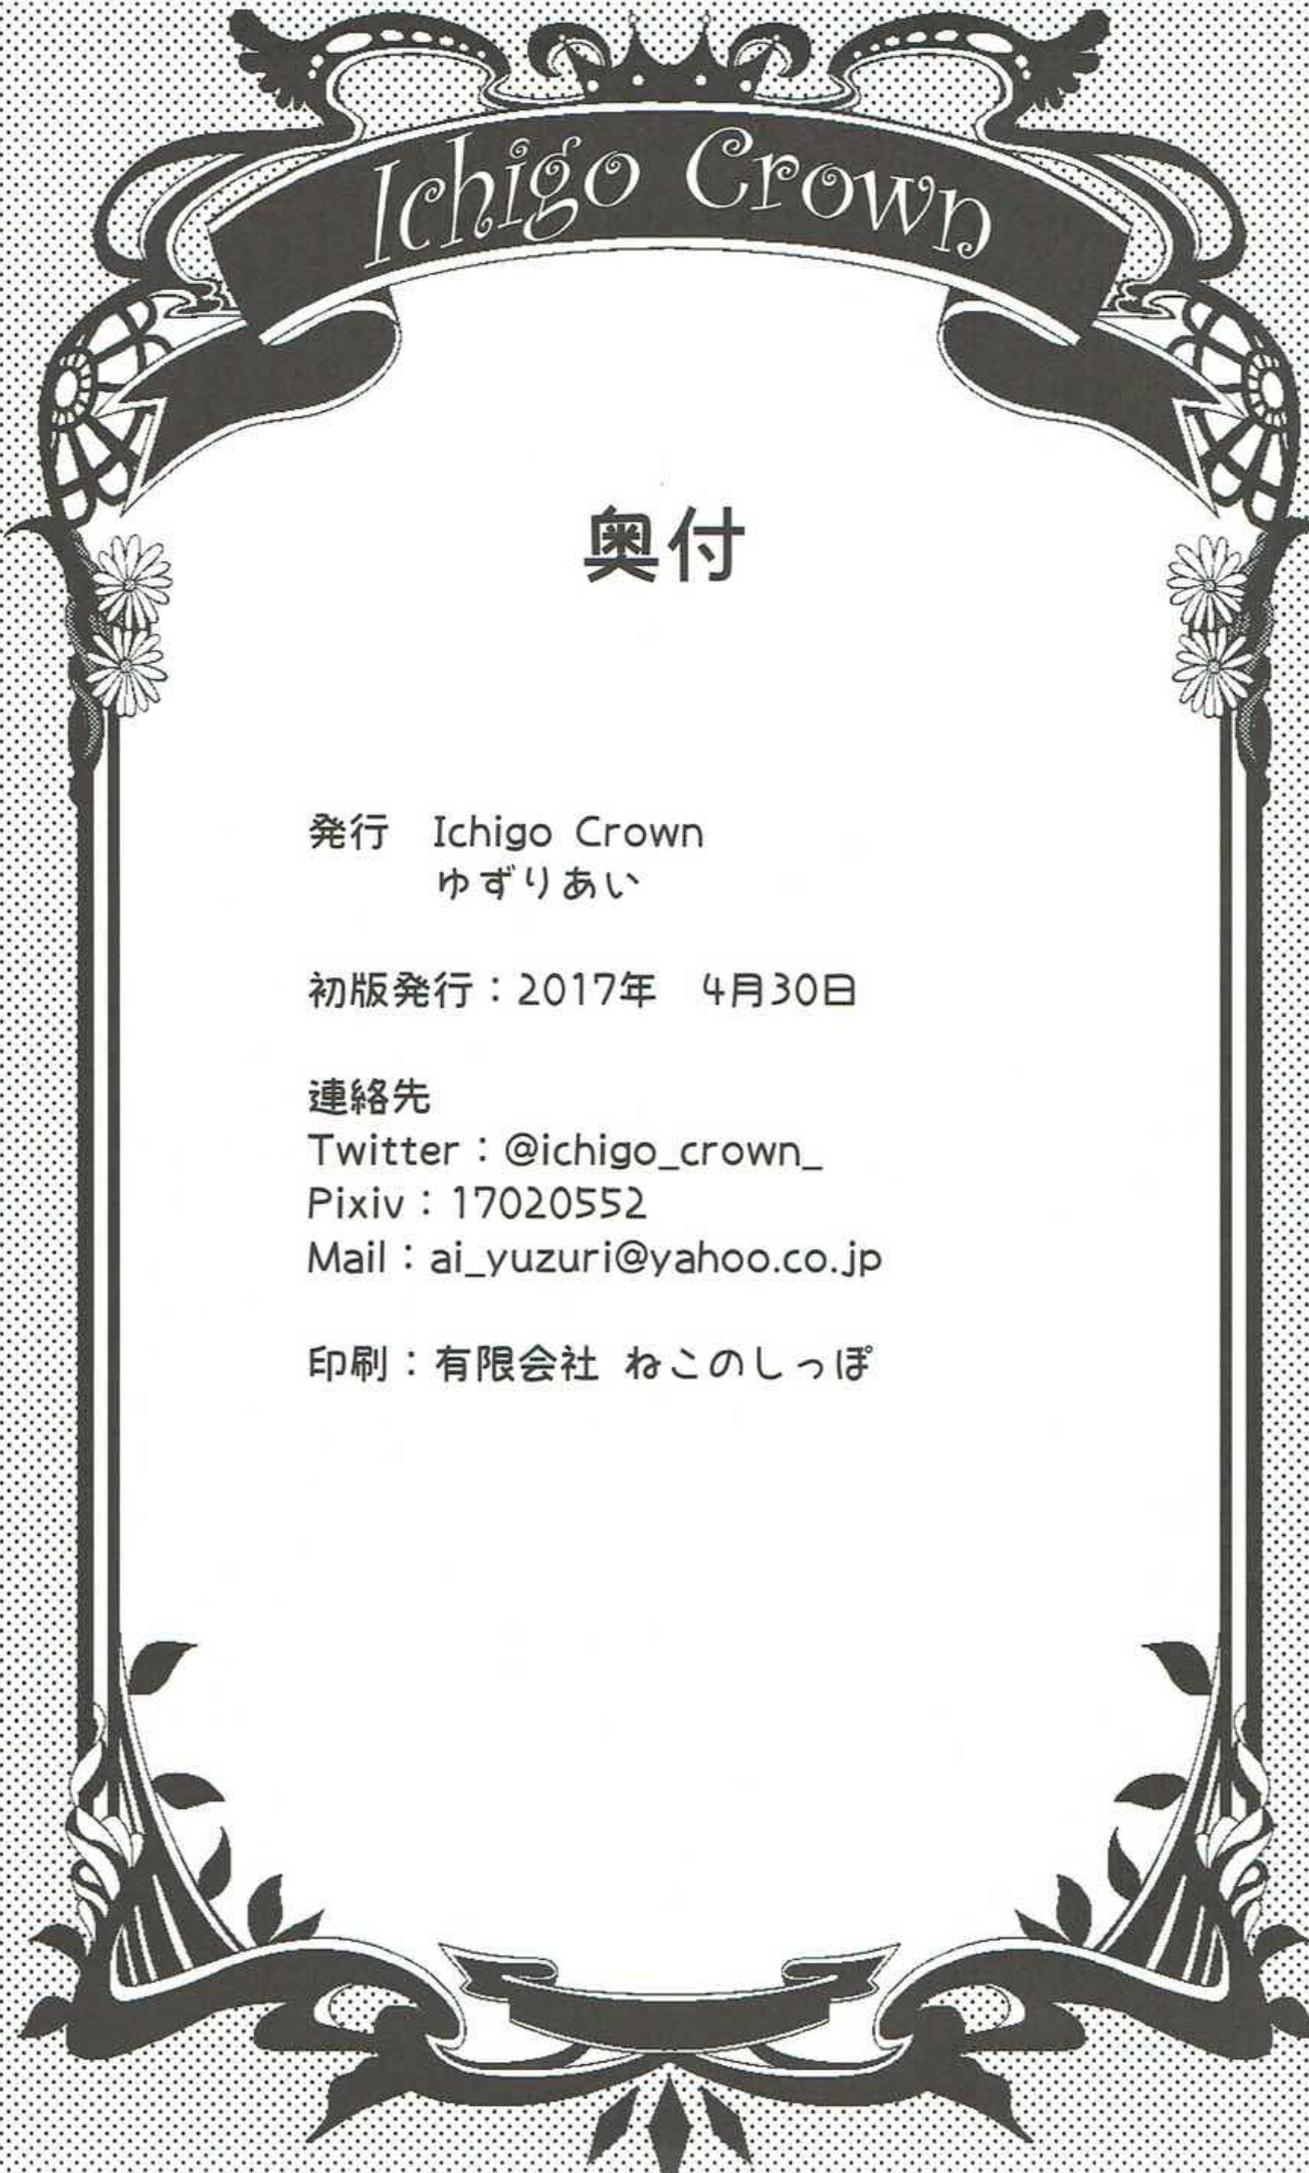 Ichigo Crown
奥付
発行　Ichigo Crown
ゆずりあい
初版発行：2017年　4月30日
連絡先
Twitter：@ichigo_crown_
Pixiv：17020552
Mail：ai_yuzuri@yahoo.co.jp
印刷：有限会社 ねこのしっぽ